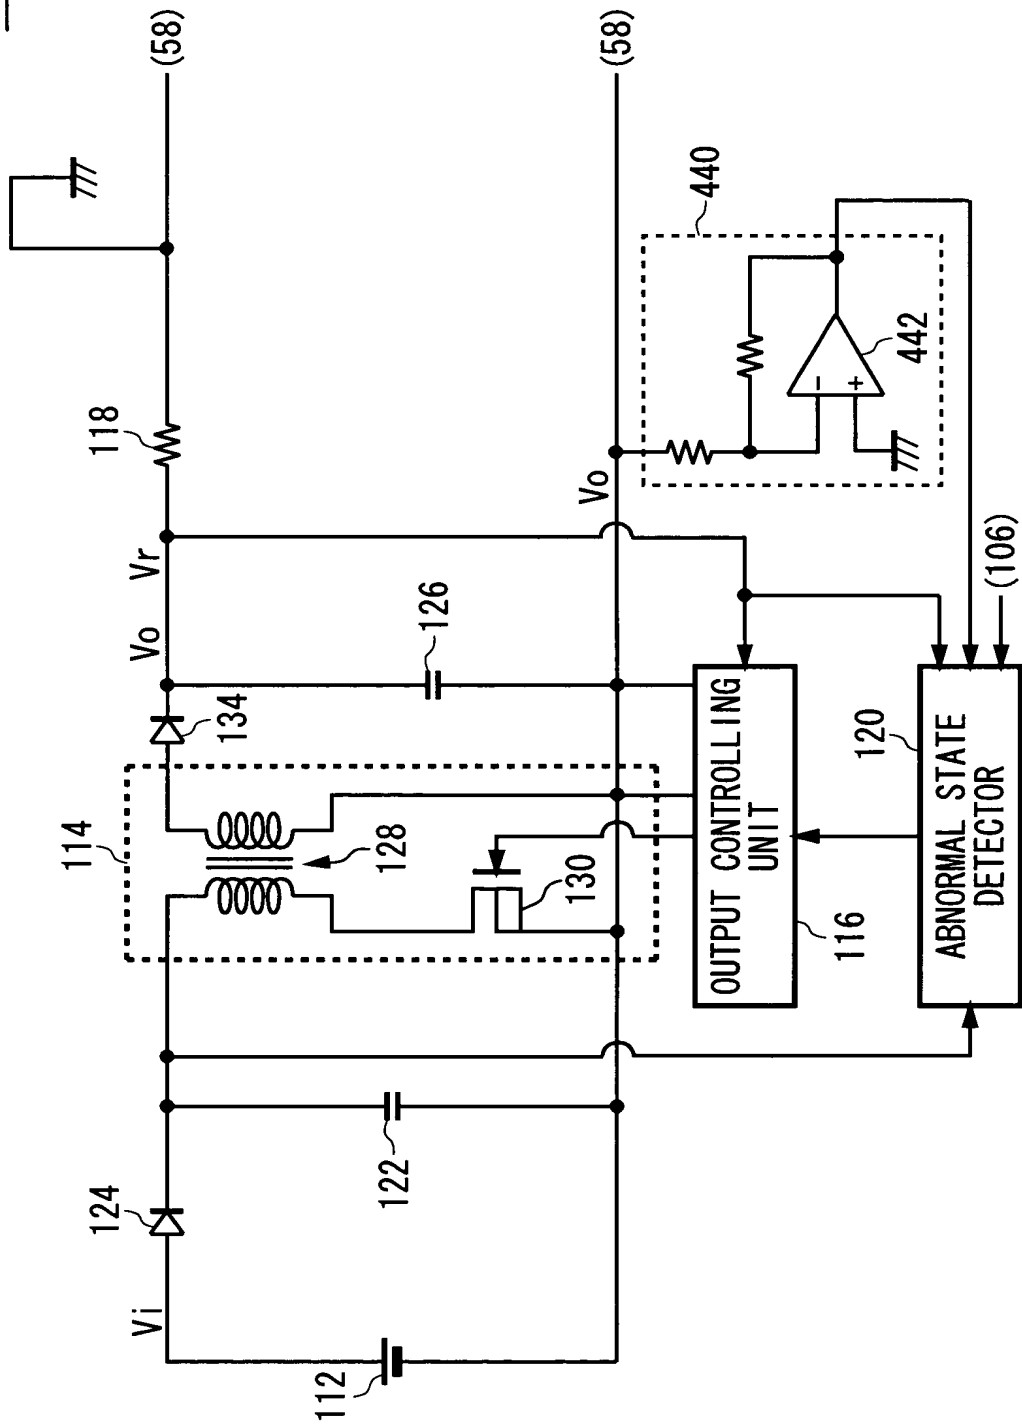 (58)
(58)
118
Vr
Vo
134
126
114
128
130
124
Vi
122
112
Vo
440
442
−
+
(106)
OUTPUT CONTROLLING
UNIT
116
120
ABNORMAL STATE
DETECTOR